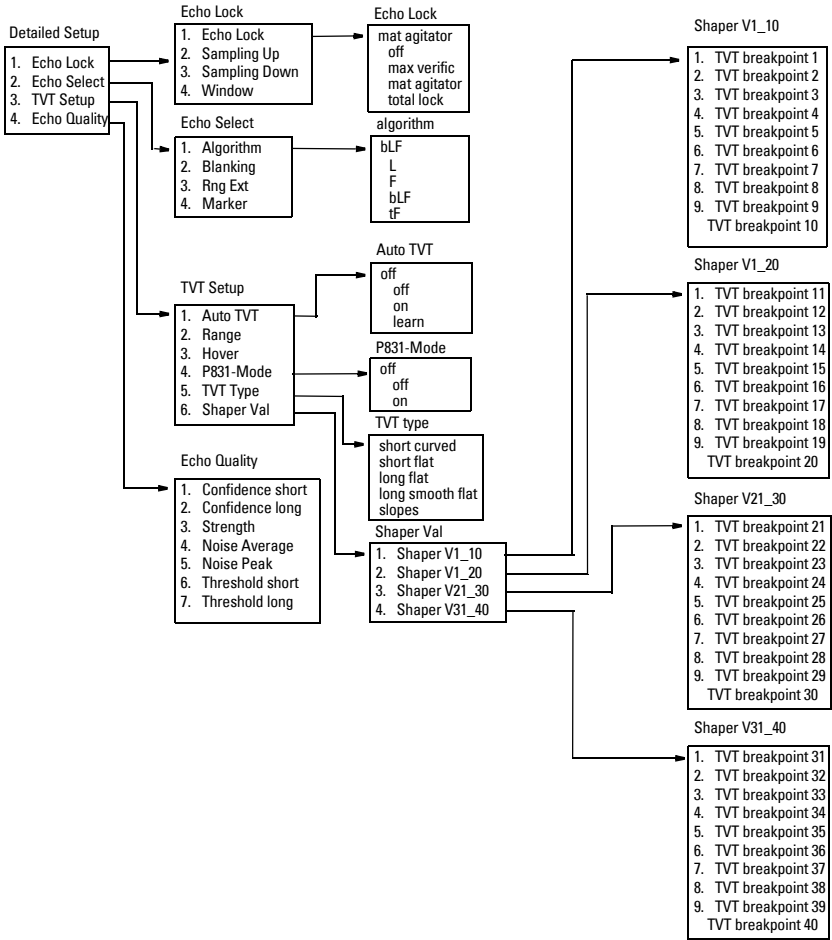 Detailed Setup
1. Echo Lock
2. Echo Select
3. TVT Setup
4. Echo Quality
Echo Lock
1. Echo Lock
2. Sampling Up
3. Sampling Down
4. Window
Echo Lock
mat agitator
off
max verific
mat agitator
total lock
Echo Select
1. Algorithm
2. Blanking
3. Rng Ext
4. Marker
algorithm
bLF
L
F
bLF
tF
TVT Setup
1. Auto TVT
2. Range
3. Hover
4. P831-Mode
5. TVT Type
6. Shaper Val
Auto TVT
off
off
on
learn
P831-Mode
off
off
on
TVT type
short curved
short flat
long flat
long smooth flat
slopes
Echo Quality
1. Confidence short
2. Confidence long
3. Strength
4. Noise Average
5. Noise Peak
6. Threshold short
7. Threshold long
Shaper Val
1. Shaper V1_10
2. Shaper V1_20
3. Shaper V21_30
4. Shaper V31_40
Shaper V1_10
1. TVT breakpoint 1
2. TVT breakpoint 2
3. TVT breakpoint 3
4. TVT breakpoint 4
5. TVT breakpoint 5
6. TVT breakpoint 6
7. TVT breakpoint 7
8. TVT breakpoint 8
9. TVT breakpoint 9
TVT breakpoint 10
Shaper V1_20
1. TVT breakpoint 11
2. TVT breakpoint 12
3. TVT breakpoint 13
4. TVT breakpoint 14
5. TVT breakpoint 15
6. TVT breakpoint 16
7. TVT breakpoint 17
8. TVT breakpoint 18
9. TVT breakpoint 19
TVT breakpoint 20
Shaper V21_30
1. TVT breakpoint 21
2. TVT breakpoint 22
3. TVT breakpoint 23
4. TVT breakpoint 24
5. TVT breakpoint 25
6. TVT breakpoint 26
7. TVT breakpoint 27
8. TVT breakpoint 28
9. TVT breakpoint 29
TVT breakpoint 30
Shaper V31_40
1. TVT breakpoint 31
2. TVT breakpoint 32
3. TVT breakpoint 33
4. TVT breakpoint 34
5. TVT breakpoint 35
6. TVT breakpoint 36
7. TVT breakpoint 37
8. TVT breakpoint 38
9. TVT breakpoint 39
TVT breakpoint 40